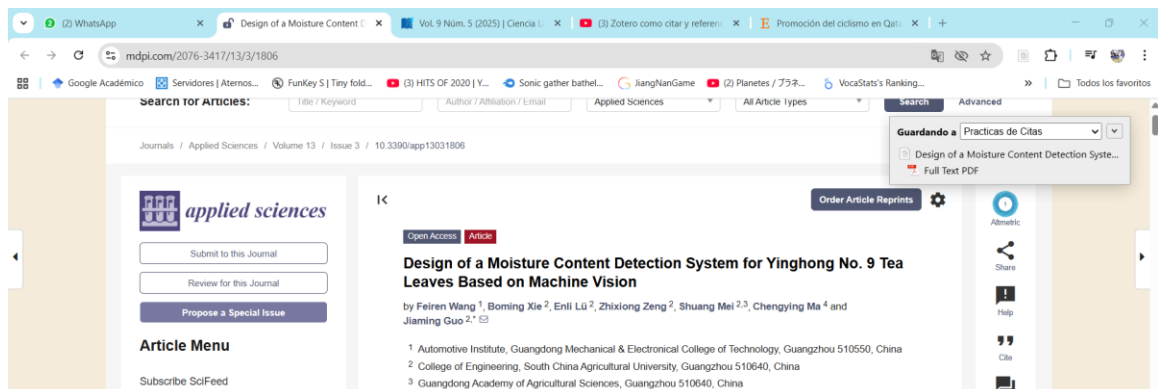 (2) WhatsApp
Design of a Moisture Content D
Vol. 9 Núm. 5 (2025) | Ciencia L
(3) Zotero como citar y referenc
Promoción del ciclismo en Qat
mdpi.com/2076-3417/13/3/1806
Google Académico
Servidores | Aternos...
FunKey S | Tiny fold...
(3) HITS OF 2020 | Y...
Sonic gather bathel...
JiangNanGame
(2) Planetes / プラネ...
VocaStats's Ranking...
Todos los favoritos
Search for Articles:
Title / Keyword
Author / Affiliation / Email
Applied Sciences
All Article Types
Search
Advanced
Guardando a
Practicas de Citas
Design of a Moisture Content Detection Syste...
Full Text PDF
Journals / Applied Sciences / Volume 13 / Issue 3 / 10.3390/app13031806
applied sciences
Submit to this Journal
Review for this Journal
Propose a Special Issue
Article Menu
Subscribe SciFeed
Order Article Reprints
Open Access
Article
Design of a Moisture Content Detection System for Yinghong No. 9 Tea
Leaves Based on Machine Vision
by Feiren Wang 1, Boming Xie 2, Enli Lü 2, Zhixiong Zeng 2, Shuang Mei 2,3, Chengying Ma 4 and
Jiaming Guo 2,*
1 Automotive Institute, Guangdong Mechanical & Electronical College of Technology, Guangzhou 510550, China
2 College of Engineering, South China Agricultural University, Guangzhou 510640, China
3 Guangdong Academy of Agricultural Sciences, Guangzhou 510640, China
Altmetric
Share
Help
Cite